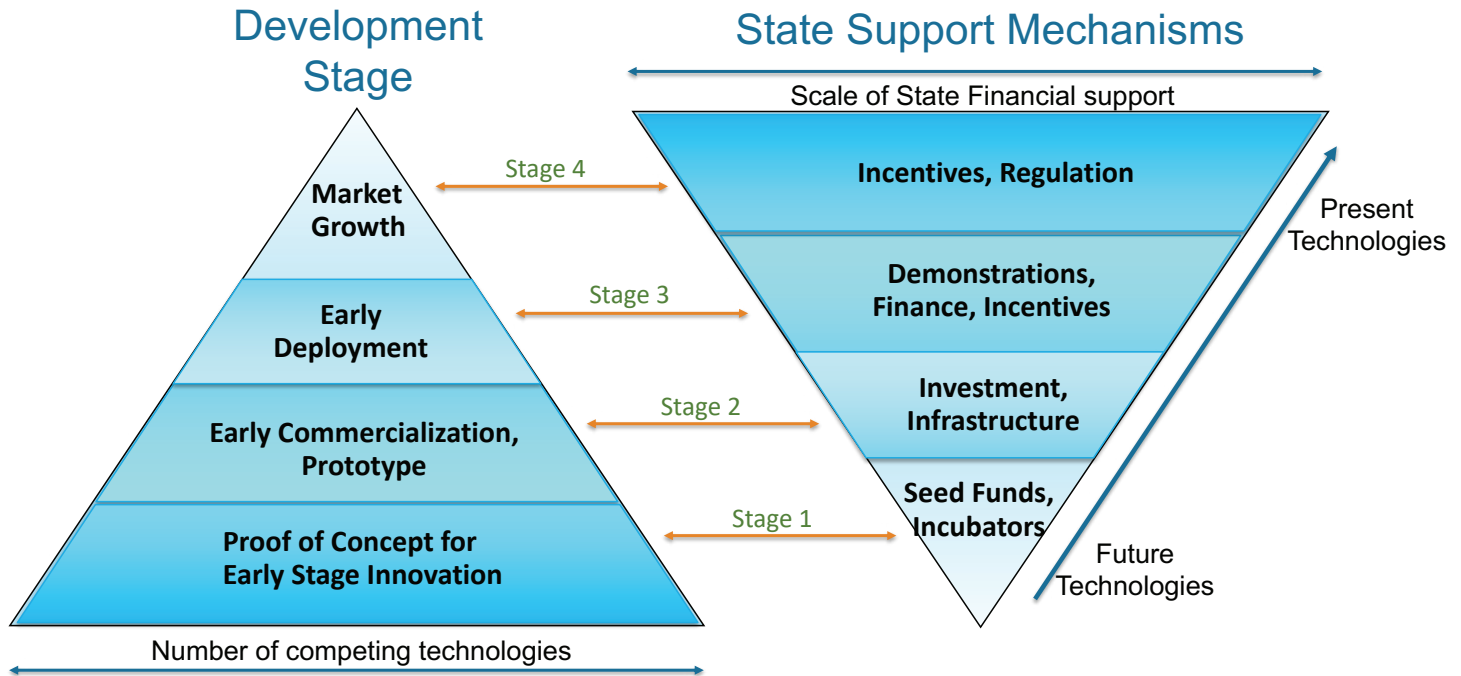 Development
Stage
State Support Mechanisms
Scale of State Financial support
Market
Growth
Stage 4
Incentives, Regulation
Present
Technologies
Early
Deployment
Stage 3
Demonstrations,
Finance, Incentives
Early Commercialization,
Prototype
Stage 2
Investment,
Infrastructure
Proof of Concept for
Early Stage Innovation
Stage 1
Seed Funds,
Incubators
Future
Technologies
Number of competing technologies